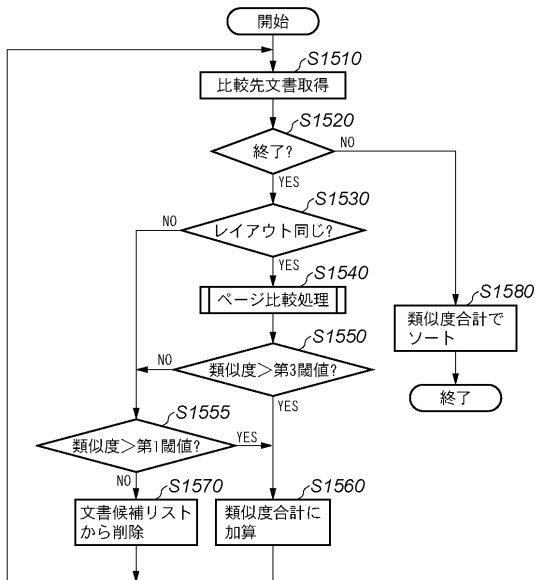 開始
S1510
比較先文書取得
S1520
終了?
NO
YES
S1530
レイアウト同じ?
NO
YES
S1540
ページ比較処理
S1580
類似度合計で
ソート
S1550
類似度>第3閾値?
NO
YES
終了
S1555
類似度>第1閾値?
YES
NO
S1570
文書候補リスト
から削除
S1560
類似度合計に
加算